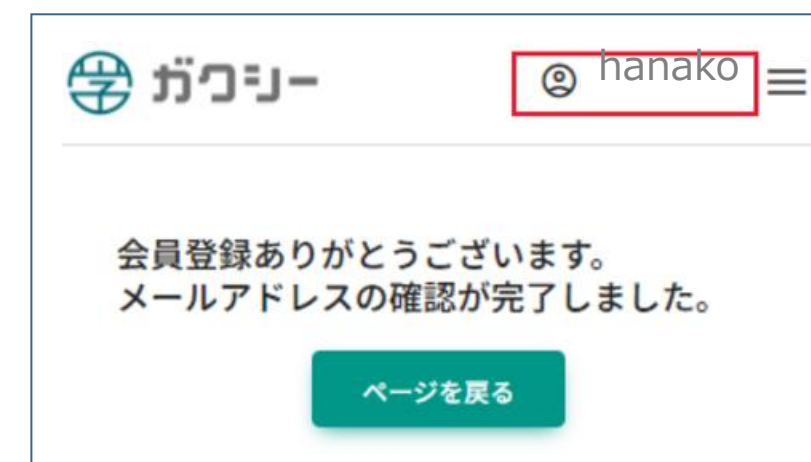 ガクシー
hanako
会員登録ありがとうございます。
メールアドレスの確認が完了しました。
ページを戻る